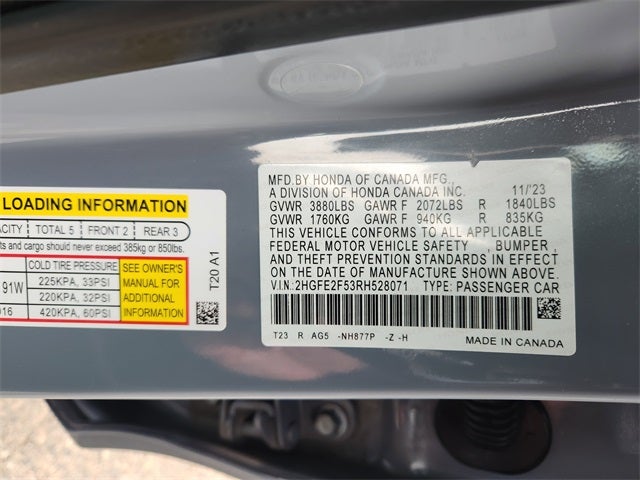 LOADING INFORMATION
ACITY TOTAL 5 FRONT 2 REAR 3
ts and cargo should never exceed 385kg or 850lbs.
COLD TIRE PRESSURE SEE OWNER'S
91W 225KPA, 33PSI MANUAL FOR
220KPA, 32PSI ADDITIONAL
016 420KPA, 60PSI INFORMATION
T20 A1
MFD.BY HONDA OF CANADA MFG.,
A DIVISION OF HONDA CANADA INC. 11/'23
GVWR 3880LBS GAWR F 2072LBS R 1840LBS
GVWR 1760KG GAWR F 940KG R 835KG
THIS VEHICLE CONFORMS TO ALL APPLICABLE
FEDERAL MOTOR VEHICLE SAFETY , BUMPER ,
AND THEFT PREVENTION STANDARDS IN EFFECT
ON THE DATE OF MANUFACTURE SHOWN ABOVE.
V.I.N.:2HGFE2F53RH528071 TYPE: PASSENGER CAR
T23 R AG5 -NH877P -Z -H
MADE IN CANADA